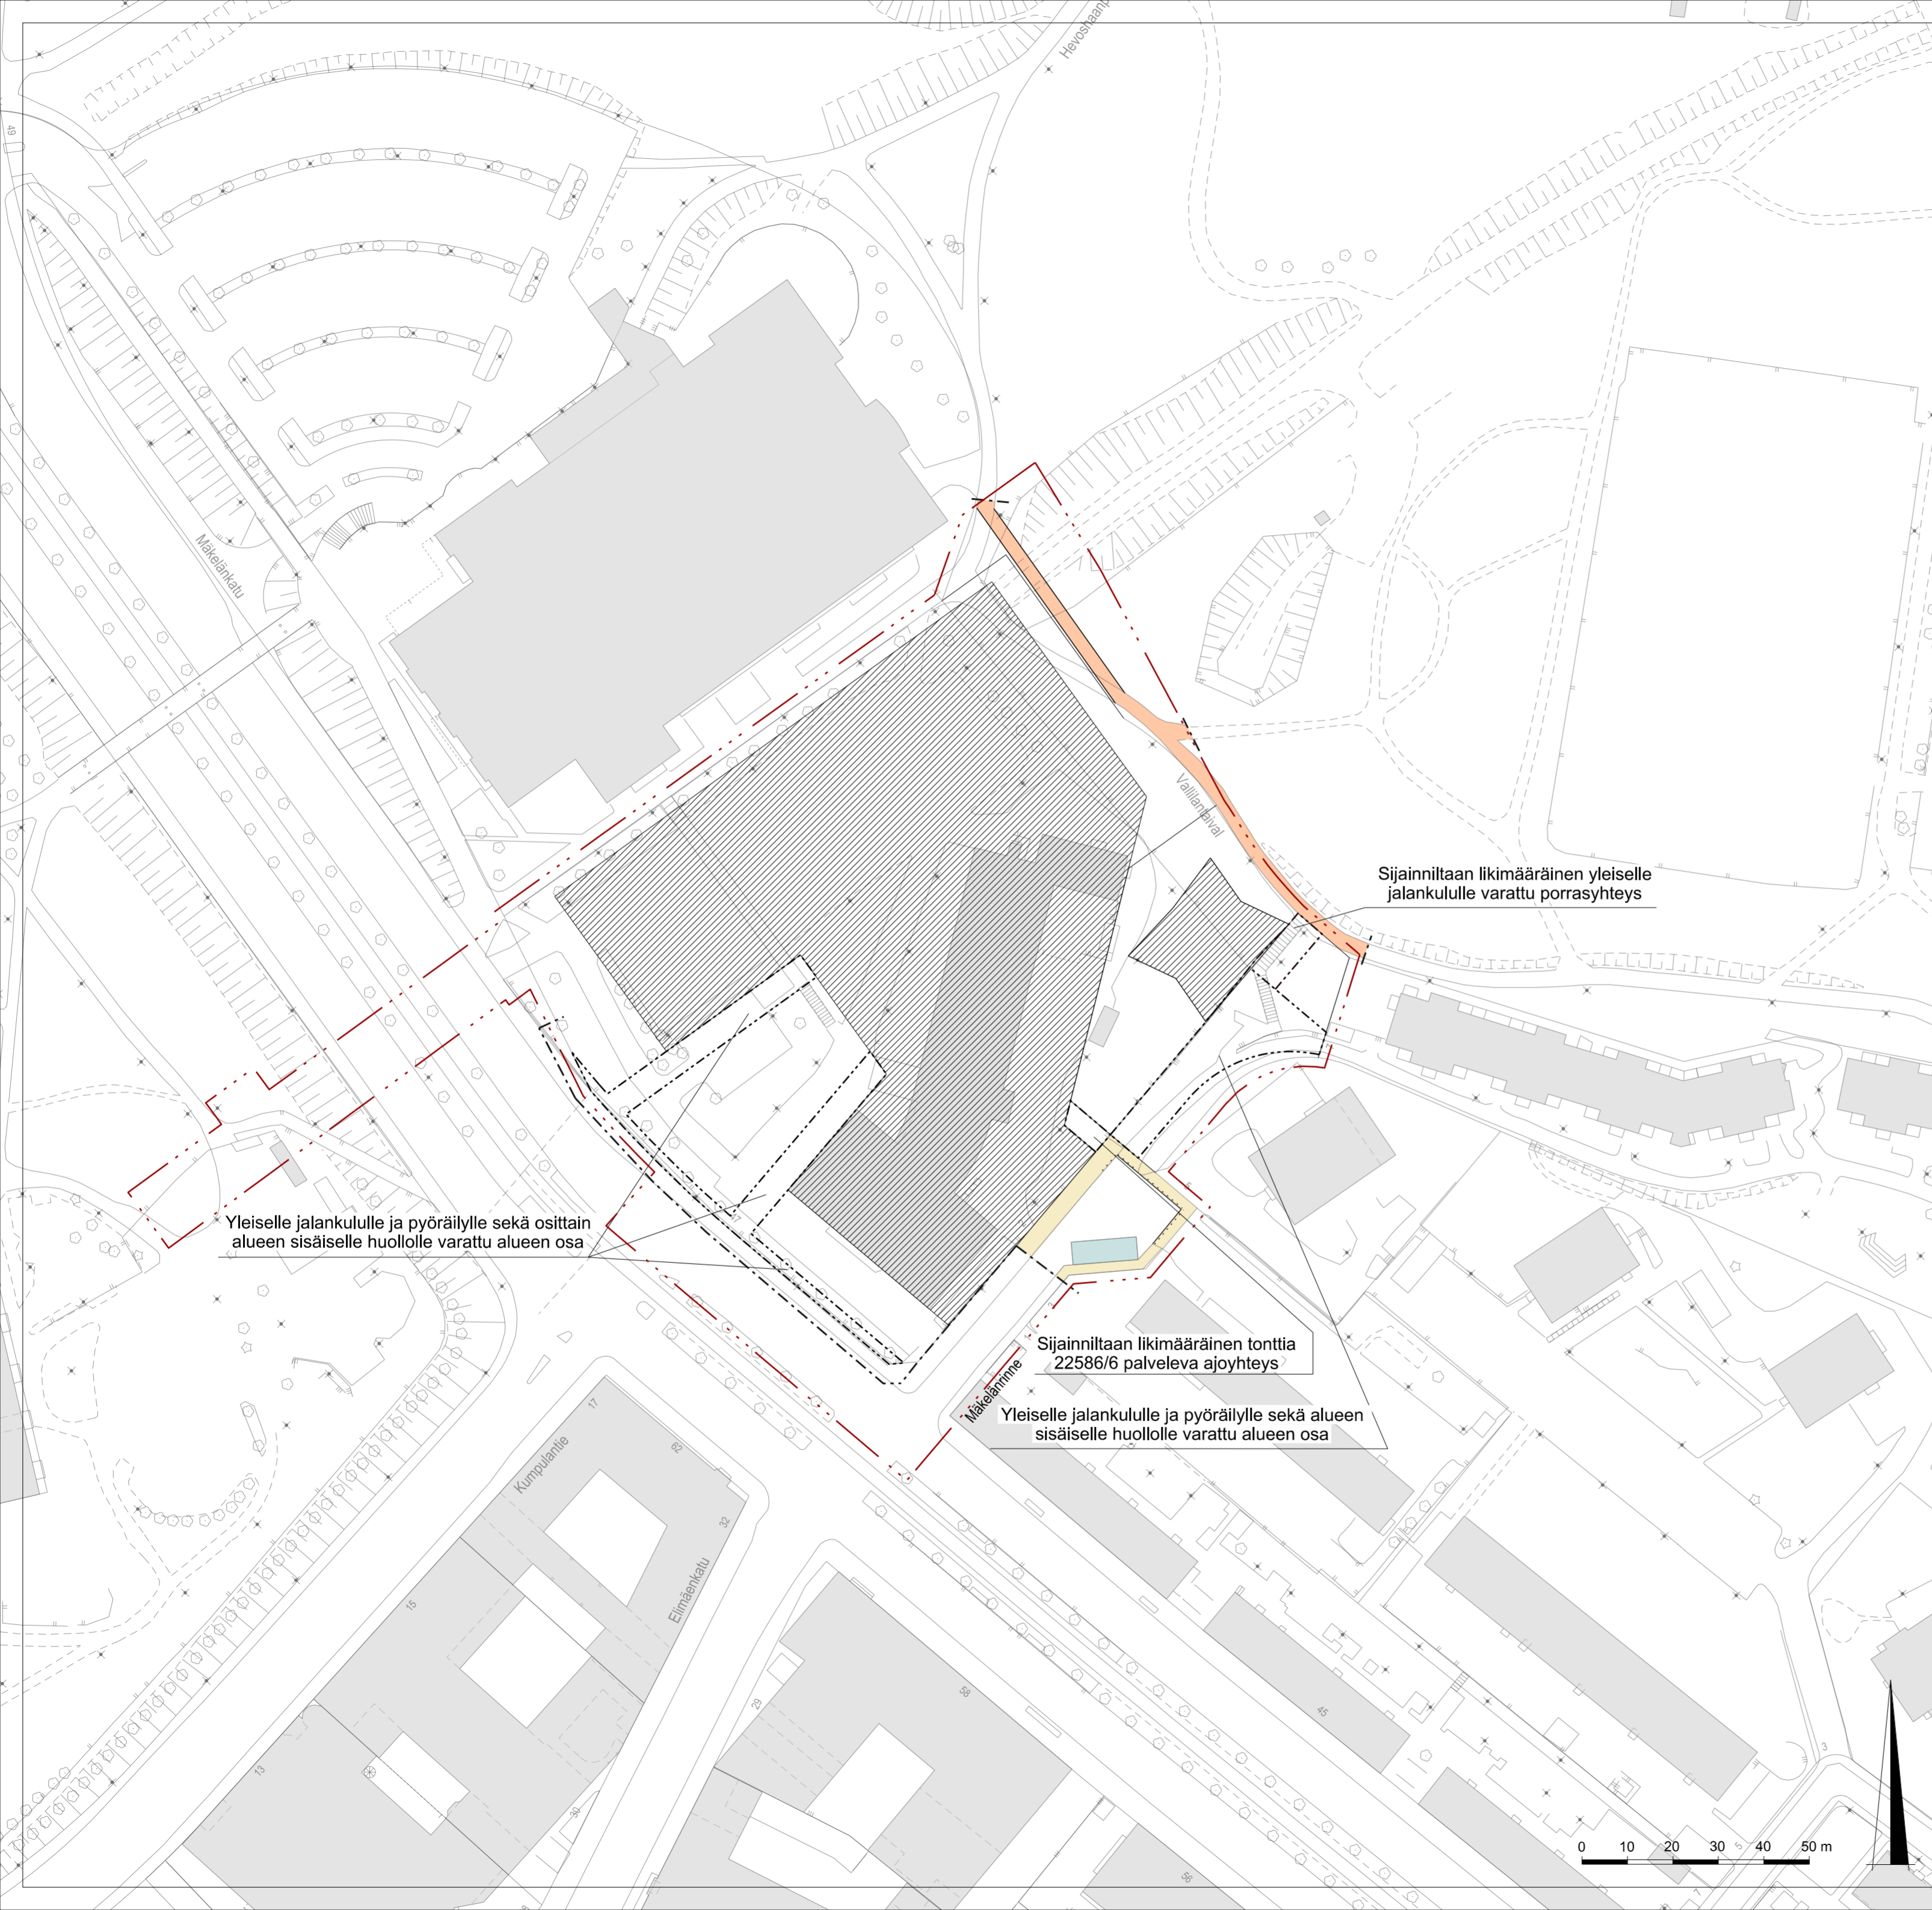 Hevoshaanp
49
Mäkelänkatu
Vallilantaival
Sijainniltaan likimääräinen yleiselle
jalankululle varattu porrasyhteys
Yleiselle jalankululle ja pyöräilylle sekä osittain
alueen sisäiselle huollolle varattu alueen osa
Sijainniltaan likimääräinen tonttia
22586/6 palveleva ajoyhteys
Mäkelänrinne
Yleiselle jalankululle ja pyöräilylle sekä alueen
sisäiselle huollolle varattu alueen osa
17
Kumpulantie
32
Elimäenkatu
15
29
58
45
13
30
3
5
7
56
0 10 20 30 40 50 m